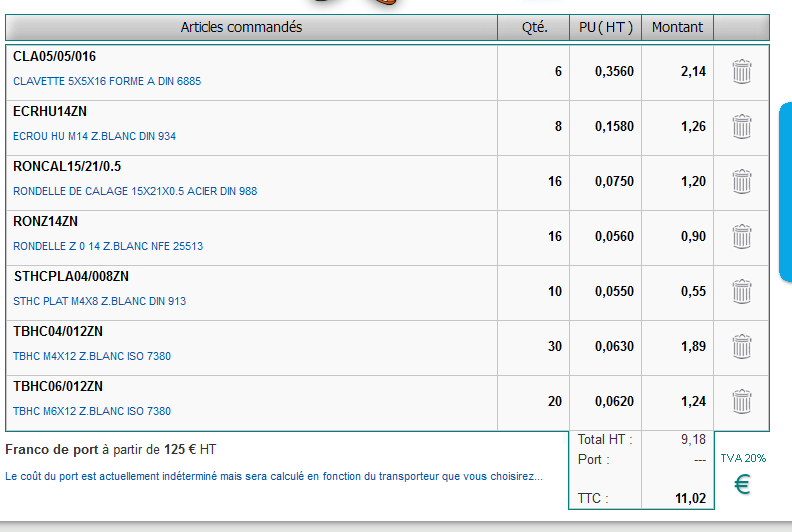 Articles commandés Qté. PU ( HT ) Montant
CLA05/05/016
CLAVETTE 5X5X16 FORME A DIN 6885 6 0,3560 2,14
ECRHU14ZN
ECROU HU M14 Z.BLANC DIN 934 8 0,1580 1,26
RONCAL15/21/0.5
RONDELLE DE CALAGE 15X21X0.5 ACIER DIN 988 16 0,0750 1,20
RONZ14ZN
RONDELLE Z 0 14 Z.BLANC NFE 25513 16 0,0560 0,90
STHCPLA04/008ZN
STHC PLAT M4X8 Z.BLANC DIN 913 10 0,0550 0,55
TBHC04/012ZN
TBHC M4X12 Z.BLANC ISO 7380 30 0,0630 1,89
TBHC06/012ZN
TBHC M6X12 Z.BLANC ISO 7380 20 0,0620 1,24
Franco de port à partir de 125 € HT
Le coût du port est actuellement indéterminé mais sera calculé en fonction du transporteur que vous choisirez...
Total HT : 9,18
Port : ---
TTC : 11,02
TVA 20%
€